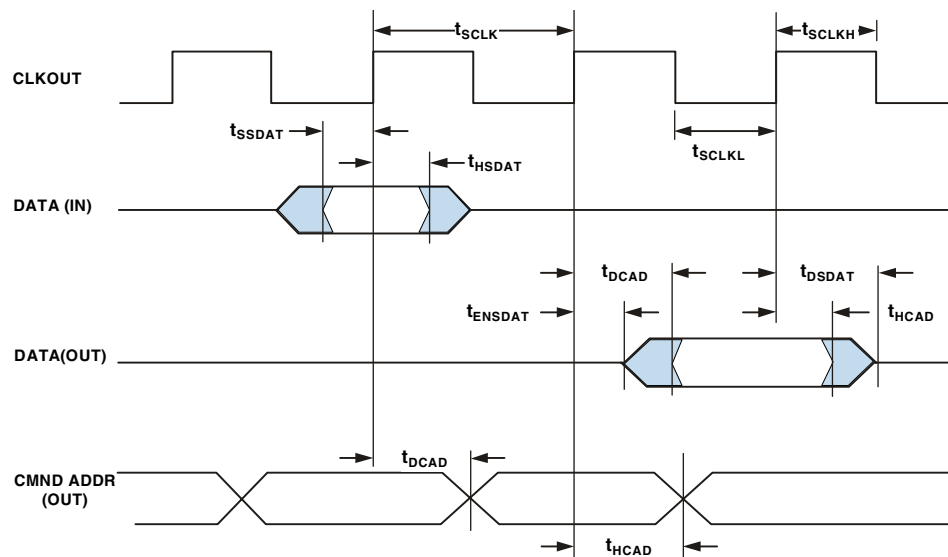 tSCLK
tSCLKH
CLKOUT
tSSDAT
tSCLKL
tHSDAT
DATA (IN)
tDCAD
tDSDAT
tENSDAT
tHCAD
DATA(OUT)
tDCAD
CMND ADDR
(OUT)
tHCAD